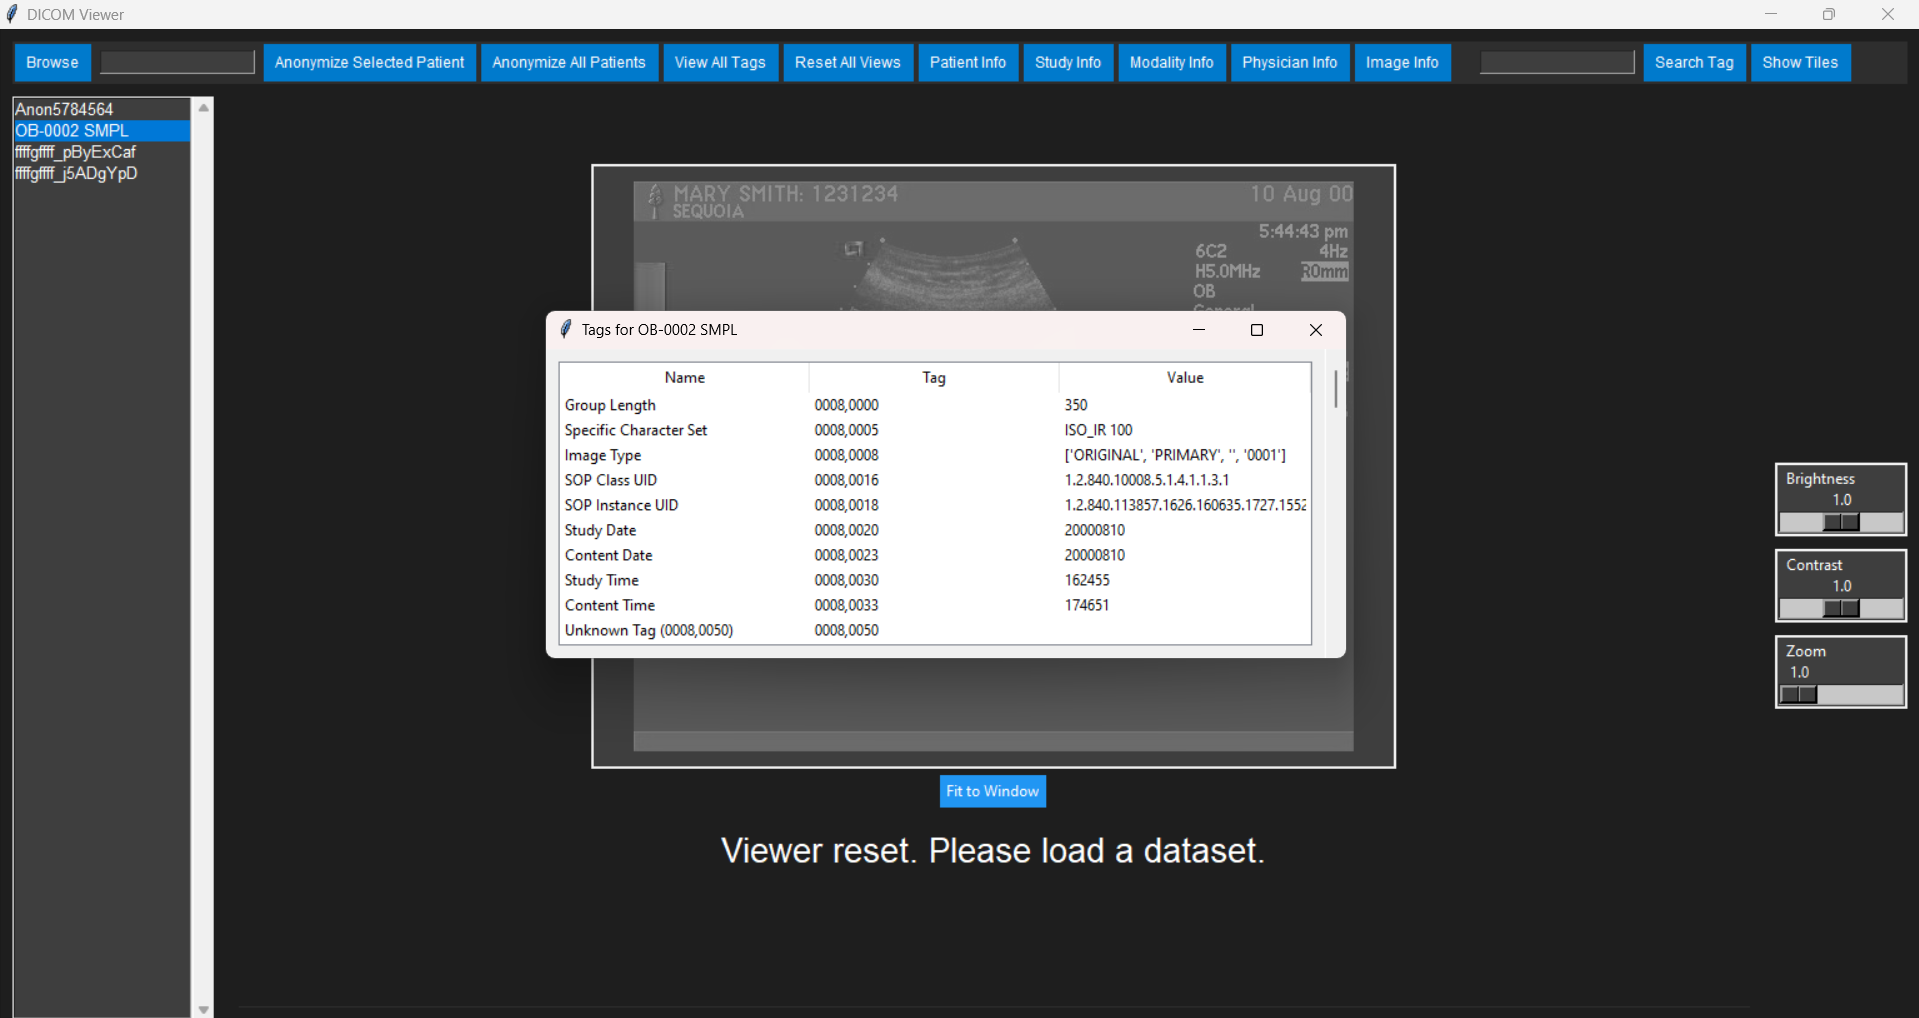 DICOM Viewer
Browse Anonymize Selected Patient Anonymize All Patients View All Tags Reset All Views Patient Info Study Info Modality Info Physician Info Image Info Search Tag Show Tiles
Anon5784564
OB-0002 SMPL
ffffgffff_pByExCaf
ffffgffff_j5ADgYpD
MARY SMITH: 1231234 10 Aug 00
SEQUOIA
5:44:43 pm
6C2 4Hz
H5.0MHz R0mm
OB
General
Tags for OB-0002 SMPL
Name Tag Value
Group Length 0008,0000 350
Specific Character Set 0008,0005 ISO_IR 100
Image Type 0008,0008 ['ORIGINAL', 'PRIMARY', '', '0001']
SOP Class UID 0008,0016 1.2.840.10008.5.1.4.1.1.3.1
SOP Instance UID 0008,0018 1.2.840.113857.1626.160635.1727.1552
Study Date 0008,0020 20000810
Content Date 0008,0023 20000810
Study Time 0008,0030 162455
Content Time 0008,0033 174651
Unknown Tag (0008,0050) 0008,0050
Brightness
1.0
Contrast
1.0
Zoom
1.0
Fit to Window
Viewer reset. Please load a dataset.